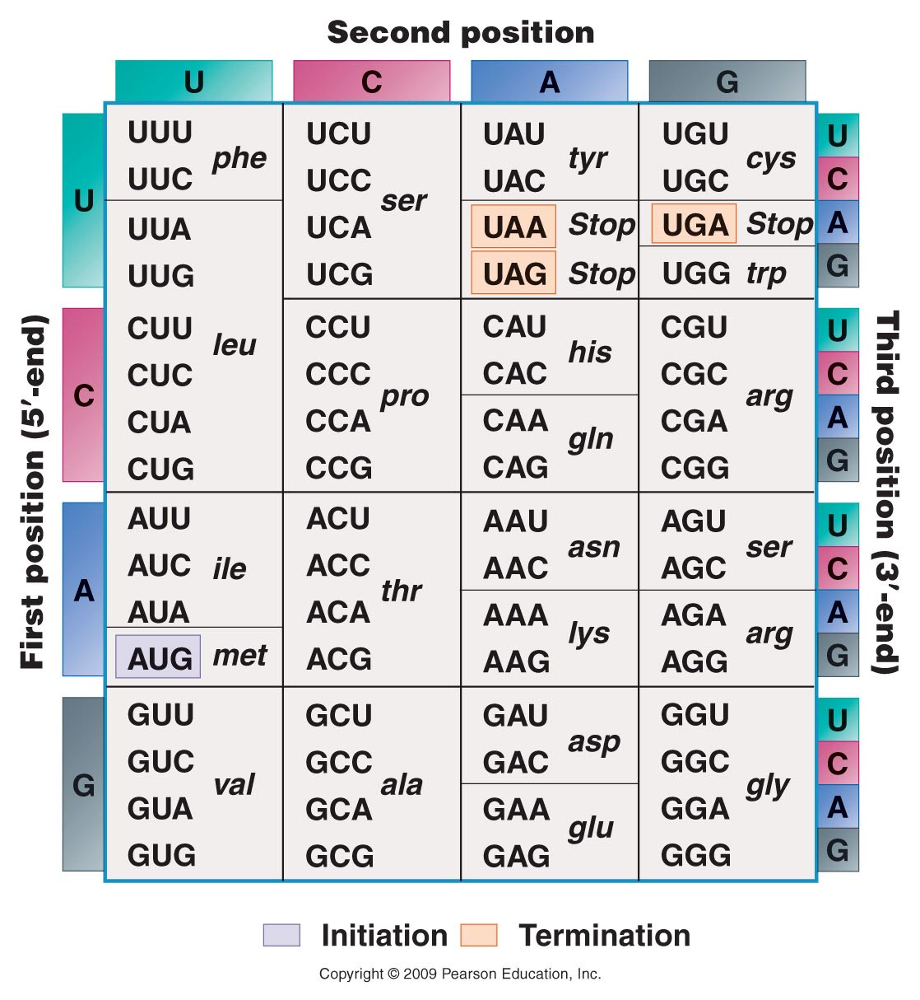 Second position
U C A G
First position (5′-end)
Third position (3′-end)
U
UUU
UUC
phe
UUA
UUG
CUU
CUC
CUA
CUG
leu
UCU
UCC
UCA
UCG
ser
UAU
UAC
tyr
UAA Stop
UAG Stop
UGU
UGC
cys
UGA Stop
UGG trp
U
C
A
G
C
CCU
CCC
CCA
CCG
pro
CAU
CAC
his
CAA
CAG
gln
CGU
CGC
CGA
CGG
arg
U
C
A
G
A
AUU
AUC
AUA
ile
AUG met
ACU
ACC
ACA
ACG
thr
AAU
AAC
asn
AAA
AAG
lys
AGU
AGC
ser
AGA
AGG
arg
U
C
A
G
G
GUU
GUC
GUA
GUG
val
GCU
GCC
GCA
GCG
ala
GAU
GAC
asp
GAA
GAG
glu
GGU
GGC
GGA
GGG
gly
U
C
A
G
Initiation Termination
Copyright © 2009 Pearson Education, Inc.